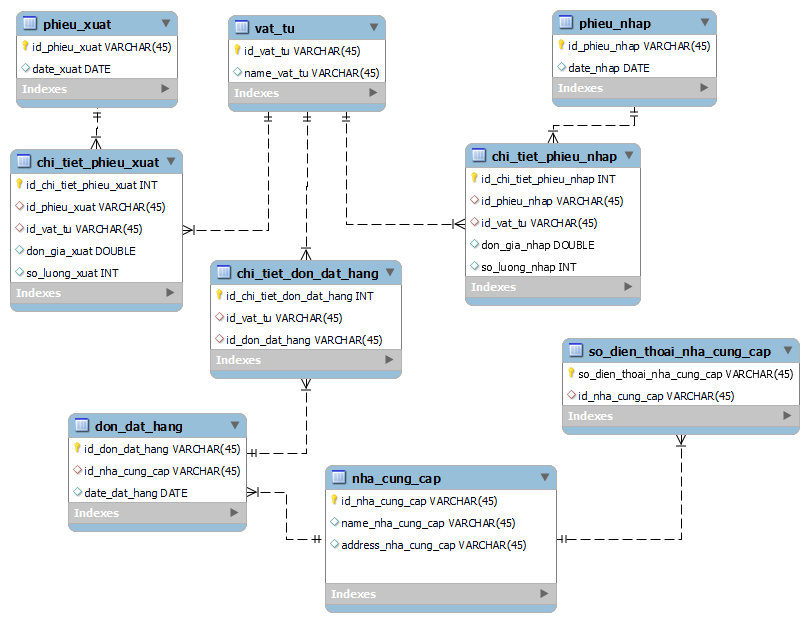 phieu_xuat
id_phieu_xuat VARCHAR(45)
date_xuat DATE
Indexes
vat_tu
id_vat_tu VARCHAR(45)
name_vat_tu VARCHAR(45)
Indexes
phieu_nhap
id_phieu_nhap VARCHAR(45)
date_nhap DATE
Indexes
chi_tiet_phieu_xuat
id_chi_tiet_phieu_xuat INT
id_phieu_xuat VARCHAR(45)
id_vat_tu VARCHAR(45)
don_gia_xuat DOUBLE
so_luong_xuat INT
Indexes
chi_tiet_phieu_nhap
id_chi_tiet_phieu_nhap INT
id_phieu_nhap VARCHAR(45)
id_vat_tu VARCHAR(45)
don_gia_nhap DOUBLE
so_luong_nhap INT
Indexes
chi_tiet_don_dat_hang
id_chi_tiet_don_dat_hang INT
id_vat_tu VARCHAR(45)
id_don_dat_hang VARCHAR(45)
Indexes
so_dien_thoai_nha_cung_cap
so_dien_thoai_nha_cung_cap VARCHAR(45)
id_nha_cung_cap VARCHAR(45)
Indexes
don_dat_hang
id_don_dat_hang VARCHAR(45)
id_nha_cung_cap VARCHAR(45)
date_dat_hang DATE
Indexes
nha_cung_cap
id_nha_cung_cap VARCHAR(45)
name_nha_cung_cap VARCHAR(45)
address_nha_cung_cap VARCHAR(45)
Indexes